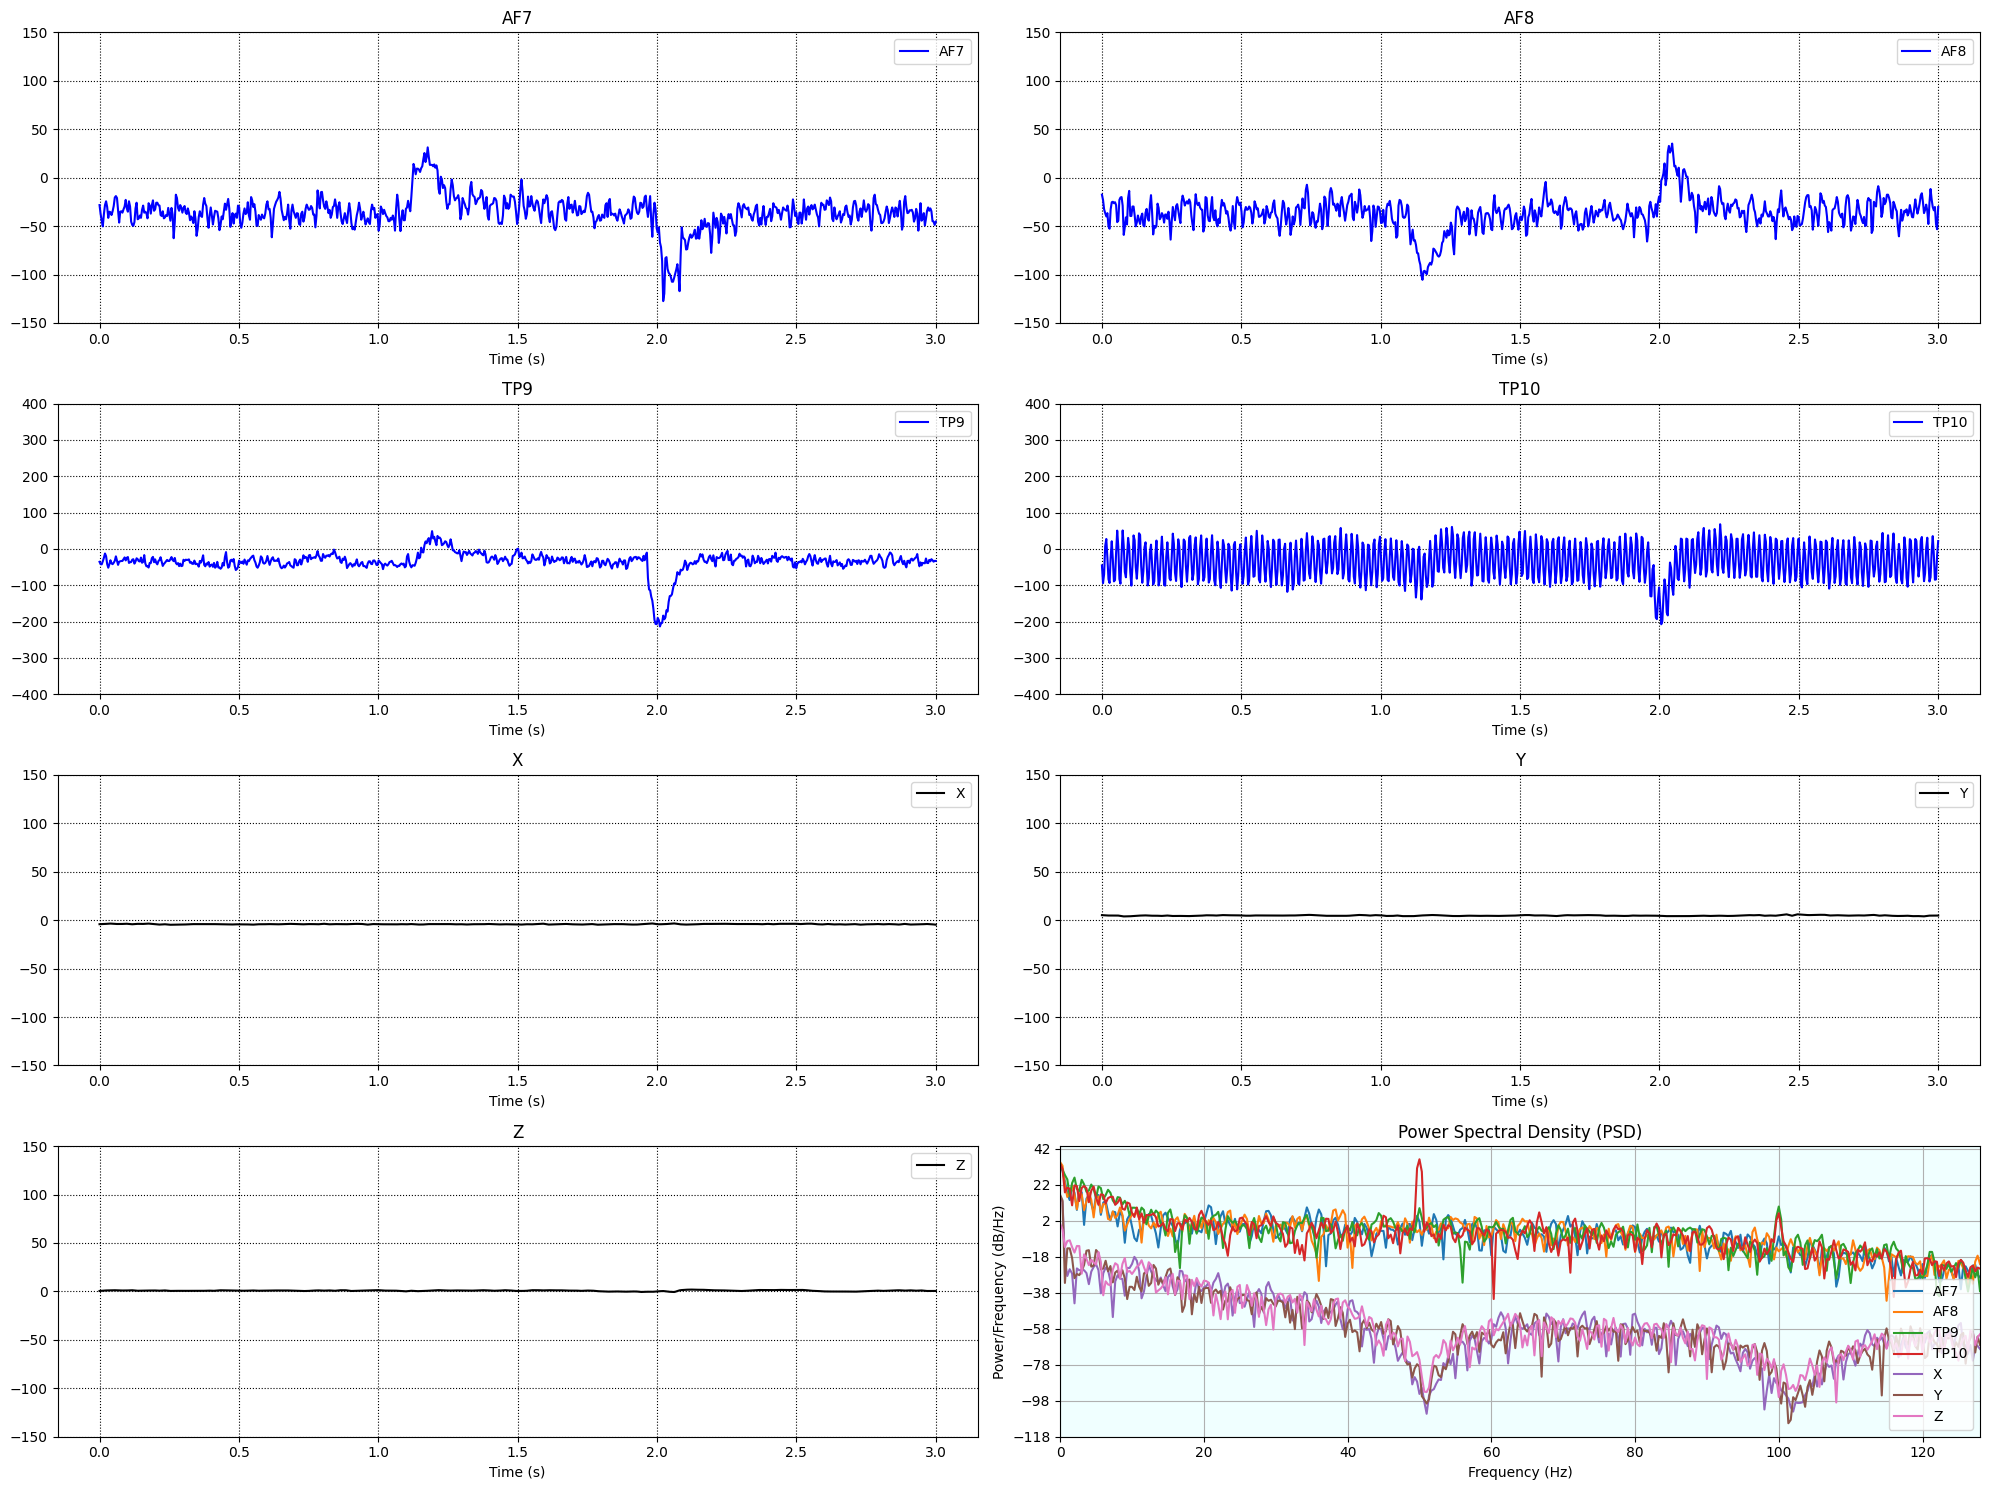 AF7
150
100
50
0
−50
−100
−150
AF7
0.0 0.5 1.0 1.5 2.0 2.5 3.0
Time (s)
AF8
150
100
50
0
−50
−100
−150
AF8
0.0 0.5 1.0 1.5 2.0 2.5 3.0
Time (s)
TP9
400
300
200
100
0
−100
−200
−300
−400
TP9
0.0 0.5 1.0 1.5 2.0 2.5 3.0
Time (s)
TP10
400
300
200
100
0
−100
−200
−300
−400
TP10
0.0 0.5 1.0 1.5 2.0 2.5 3.0
Time (s)
X
150
100
50
0
−50
−100
−150
X
0.0 0.5 1.0 1.5 2.0 2.5 3.0
Time (s)
Y
150
100
50
0
−50
−100
−150
Y
0.0 0.5 1.0 1.5 2.0 2.5 3.0
Time (s)
Z
150
100
50
0
−50
−100
−150
Z
0.0 0.5 1.0 1.5 2.0 2.5 3.0
Time (s)
Power Spectral Density (PSD)
Power/Frequency (dB/Hz)
42
22
2
−18
−38
−58
−78
−98
−118
AF7
AF8
TP9
TP10
X
Y
Z
0 20 40 60 80 100 120
Frequency (Hz)